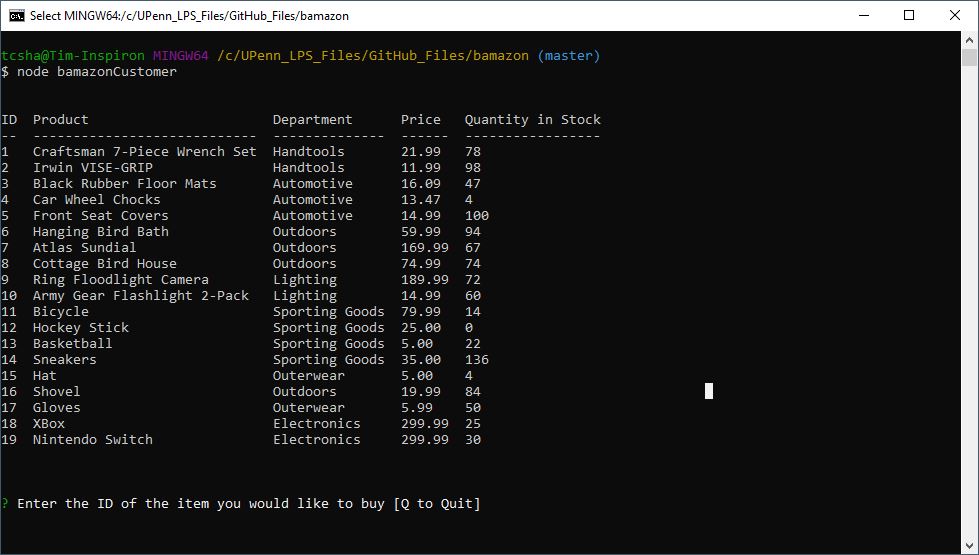 Select MINGW64:/c/UPenn_LPS_Files/GitHub_Files/bamazon
tcsha@Tim-Inspiron MINGW64 /c/UPenn_LPS_Files/GitHub_Files/bamazon (master)
$ node bamazonCustomer
ID  Product                       Department      Price   Quantity in Stock
--  ----------------------------  --------------  ------  -----------------
1   Craftsman 7-Piece Wrench Set  Handtools       21.99   78
2   Irwin VISE-GRIP               Handtools       11.99   98
3   Black Rubber Floor Mats       Automotive      16.09   47
4   Car Wheel Chocks              Automotive      13.47   4
5   Front Seat Covers             Automotive      14.99   100
6   Hanging Bird Bath             Outdoors        59.99   94
7   Atlas Sundial                 Outdoors        169.99  67
8   Cottage Bird House            Outdoors        74.99   74
9   Ring Floodlight Camera        Lighting        189.99  72
10  Army Gear Flashlight 2-Pack   Lighting        14.99   60
11  Bicycle                       Sporting Goods  79.99   14
12  Hockey Stick                  Sporting Goods  25.00   0
13  Basketball                    Sporting Goods  5.00    22
14  Sneakers                      Sporting Goods  35.00   136
15  Hat                           Outerwear       5.00    4
16  Shovel                        Outdoors        19.99   84
17  Gloves                        Outerwear       5.99    50
18  XBox                          Electronics     299.99  25
19  Nintendo Switch               Electronics     299.99  30
? Enter the ID of the item you would like to buy [Q to Quit]